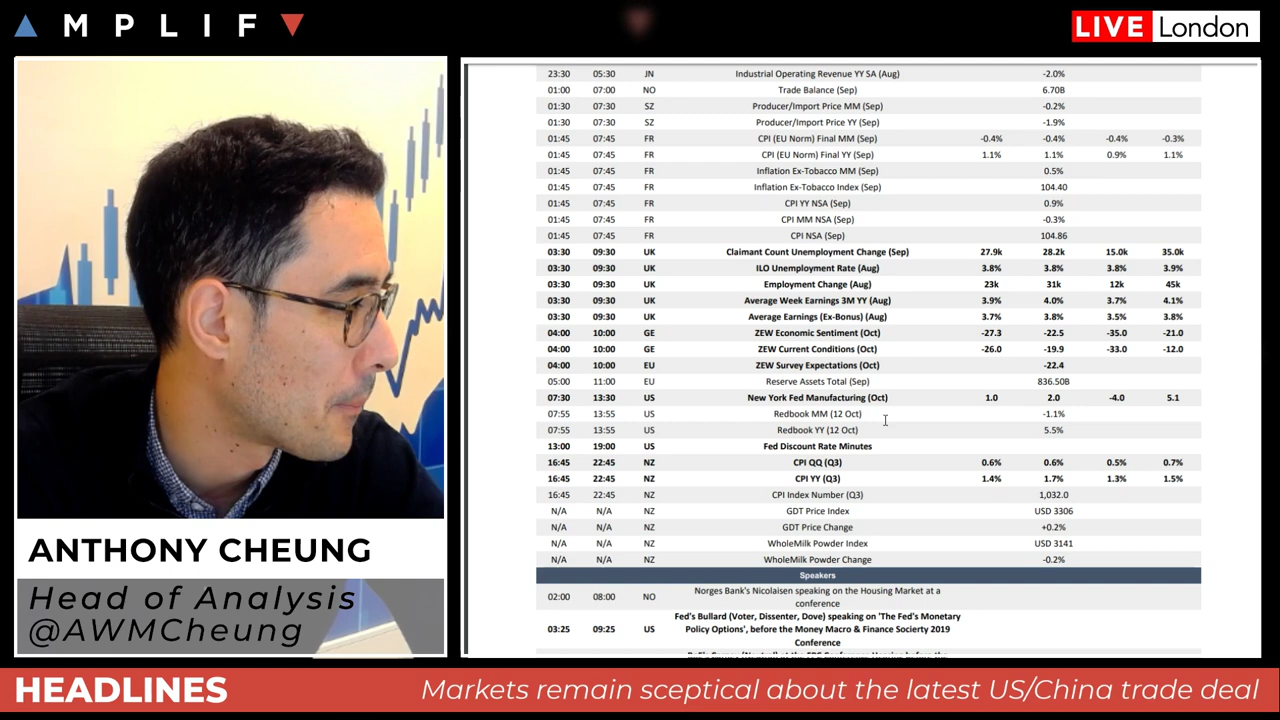 AMPLIFY
LIVE London
23:30 05:30 JN Industrial Operating Revenue YY SA (Aug) -2.0%
01:00 07:00 NO Trade Balance (Sep) 6.70B
01:30 07:30 SZ Producer/Import Price MM (Sep) -0.2%
01:30 07:30 SZ Producer/Import Price YY (Sep) -1.9%
01:45 07:45 FR CPI (EU Norm) Final MM (Sep) -0.4% -0.4% -0.4% -0.3%
01:45 07:45 FR CPI (EU Norm) Final YY (Sep) 1.1% 1.1% 0.9% 1.1%
01:45 07:45 FR Inflation Ex-Tobacco MM (Sep) 0.5%
01:45 07:45 FR Inflation Ex-Tobacco Index (Sep) 104.40
01:45 07:45 FR CPI YY NSA (Sep) 0.9%
01:45 07:45 FR CPI MM NSA (Sep) -0.3%
01:45 07:45 FR CPI NSA (Sep) 104.86
03:30 09:30 UK Claimant Count Unemployment Change (Sep) 27.9k 28.2k 15.0k 35.0k
03:30 09:30 UK ILO Unemployment Rate (Aug) 3.8% 3.8% 3.8% 3.9%
03:30 09:30 UK Employment Change (Aug) 23k 31k 12k 45k
03:30 09:30 UK Average Week Earnings 3M YY (Aug) 3.9% 4.0% 3.7% 4.1%
03:30 09:30 UK Average Earnings (Ex-Bonus) (Aug) 3.7% 3.8% 3.5% 3.8%
04:00 10:00 GE ZEW Economic Sentiment (Oct) -27.3 -22.5 -35.0 -21.0
04:00 10:00 GE ZEW Current Conditions (Oct) -26.0 -19.9 -33.0 -12.0
04:00 10:00 EU ZEW Survey Expectations (Oct) -22.4
05:00 11:00 EU Reserve Assets Total (Sep) 836.50B
07:30 13:30 US New York Fed Manufacturing (Oct) 1.0 2.0 -4.0 5.1
07:55 13:55 US Redbook MM (12 Oct) -1.1%
07:55 13:55 US Redbook YY (12 Oct) 5.5%
13:00 19:00 US Fed Discount Rate Minutes
16:45 22:45 NZ CPI QQ (Q3) 0.6% 0.6% 0.5% 0.7%
16:45 22:45 NZ CPI YY (Q3) 1.4% 1.7% 1.3% 1.5%
16:45 22:45 NZ CPI Index Number (Q3) 1,032.0
N/A N/A NZ GDT Price Index USD 3306
N/A N/A NZ GDT Price Change +0.2%
N/A N/A NZ WholeMilk Powder Index USD 3141
N/A N/A NZ WholeMilk Powder Change -0.2%
Speakers
02:00 08:00 NO Norges Bank's Nicolaisen speaking on the Housing Market at a
conference
Fed's Bullard (Voter, Dissenter, Dove) speaking on 'The Fed's Monetary
03:25 09:25 US Policy Options', before the Money Macro & Finance Socierty 2019
Conference
ANTHONY CHEUNG
Head of Analysis
@AWMCheung
HEADLINES Markets remain sceptical about the latest US/China trade deal